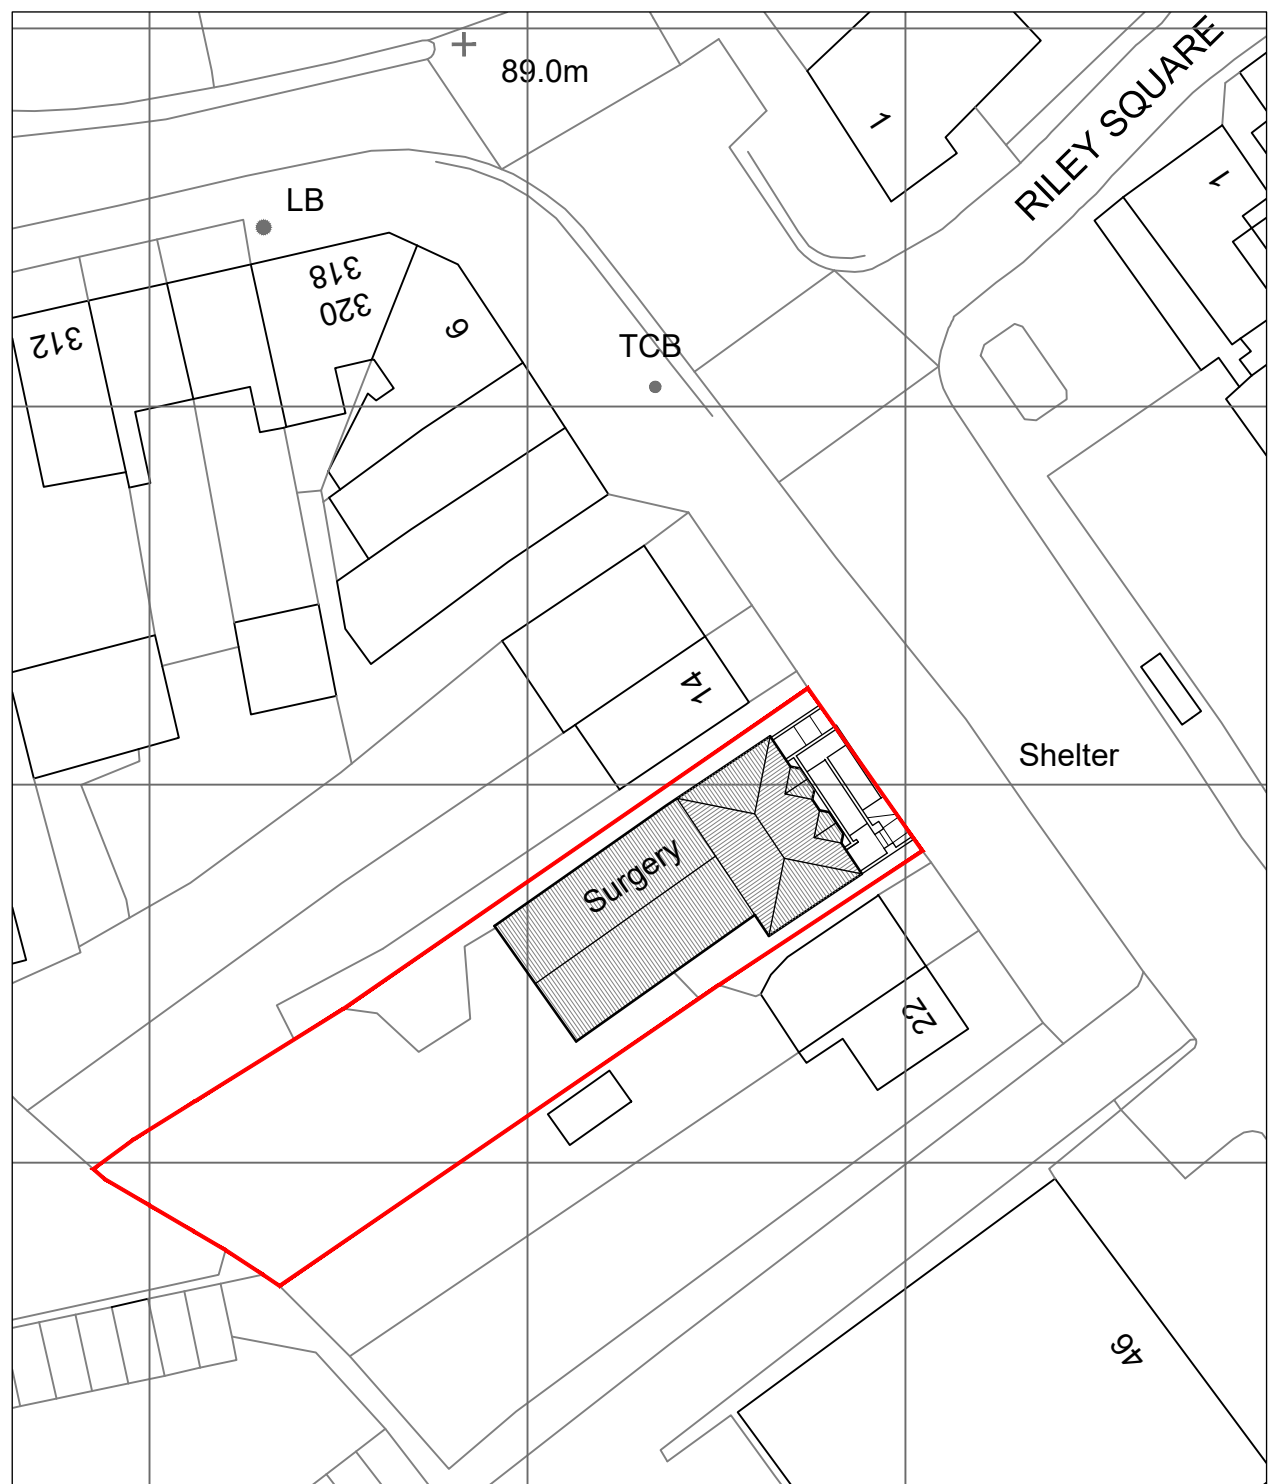 89.0m
1
RILEY SQUARE
1
LB
318
320
312
9
TCB
14
Shelter
Surgery
22
46